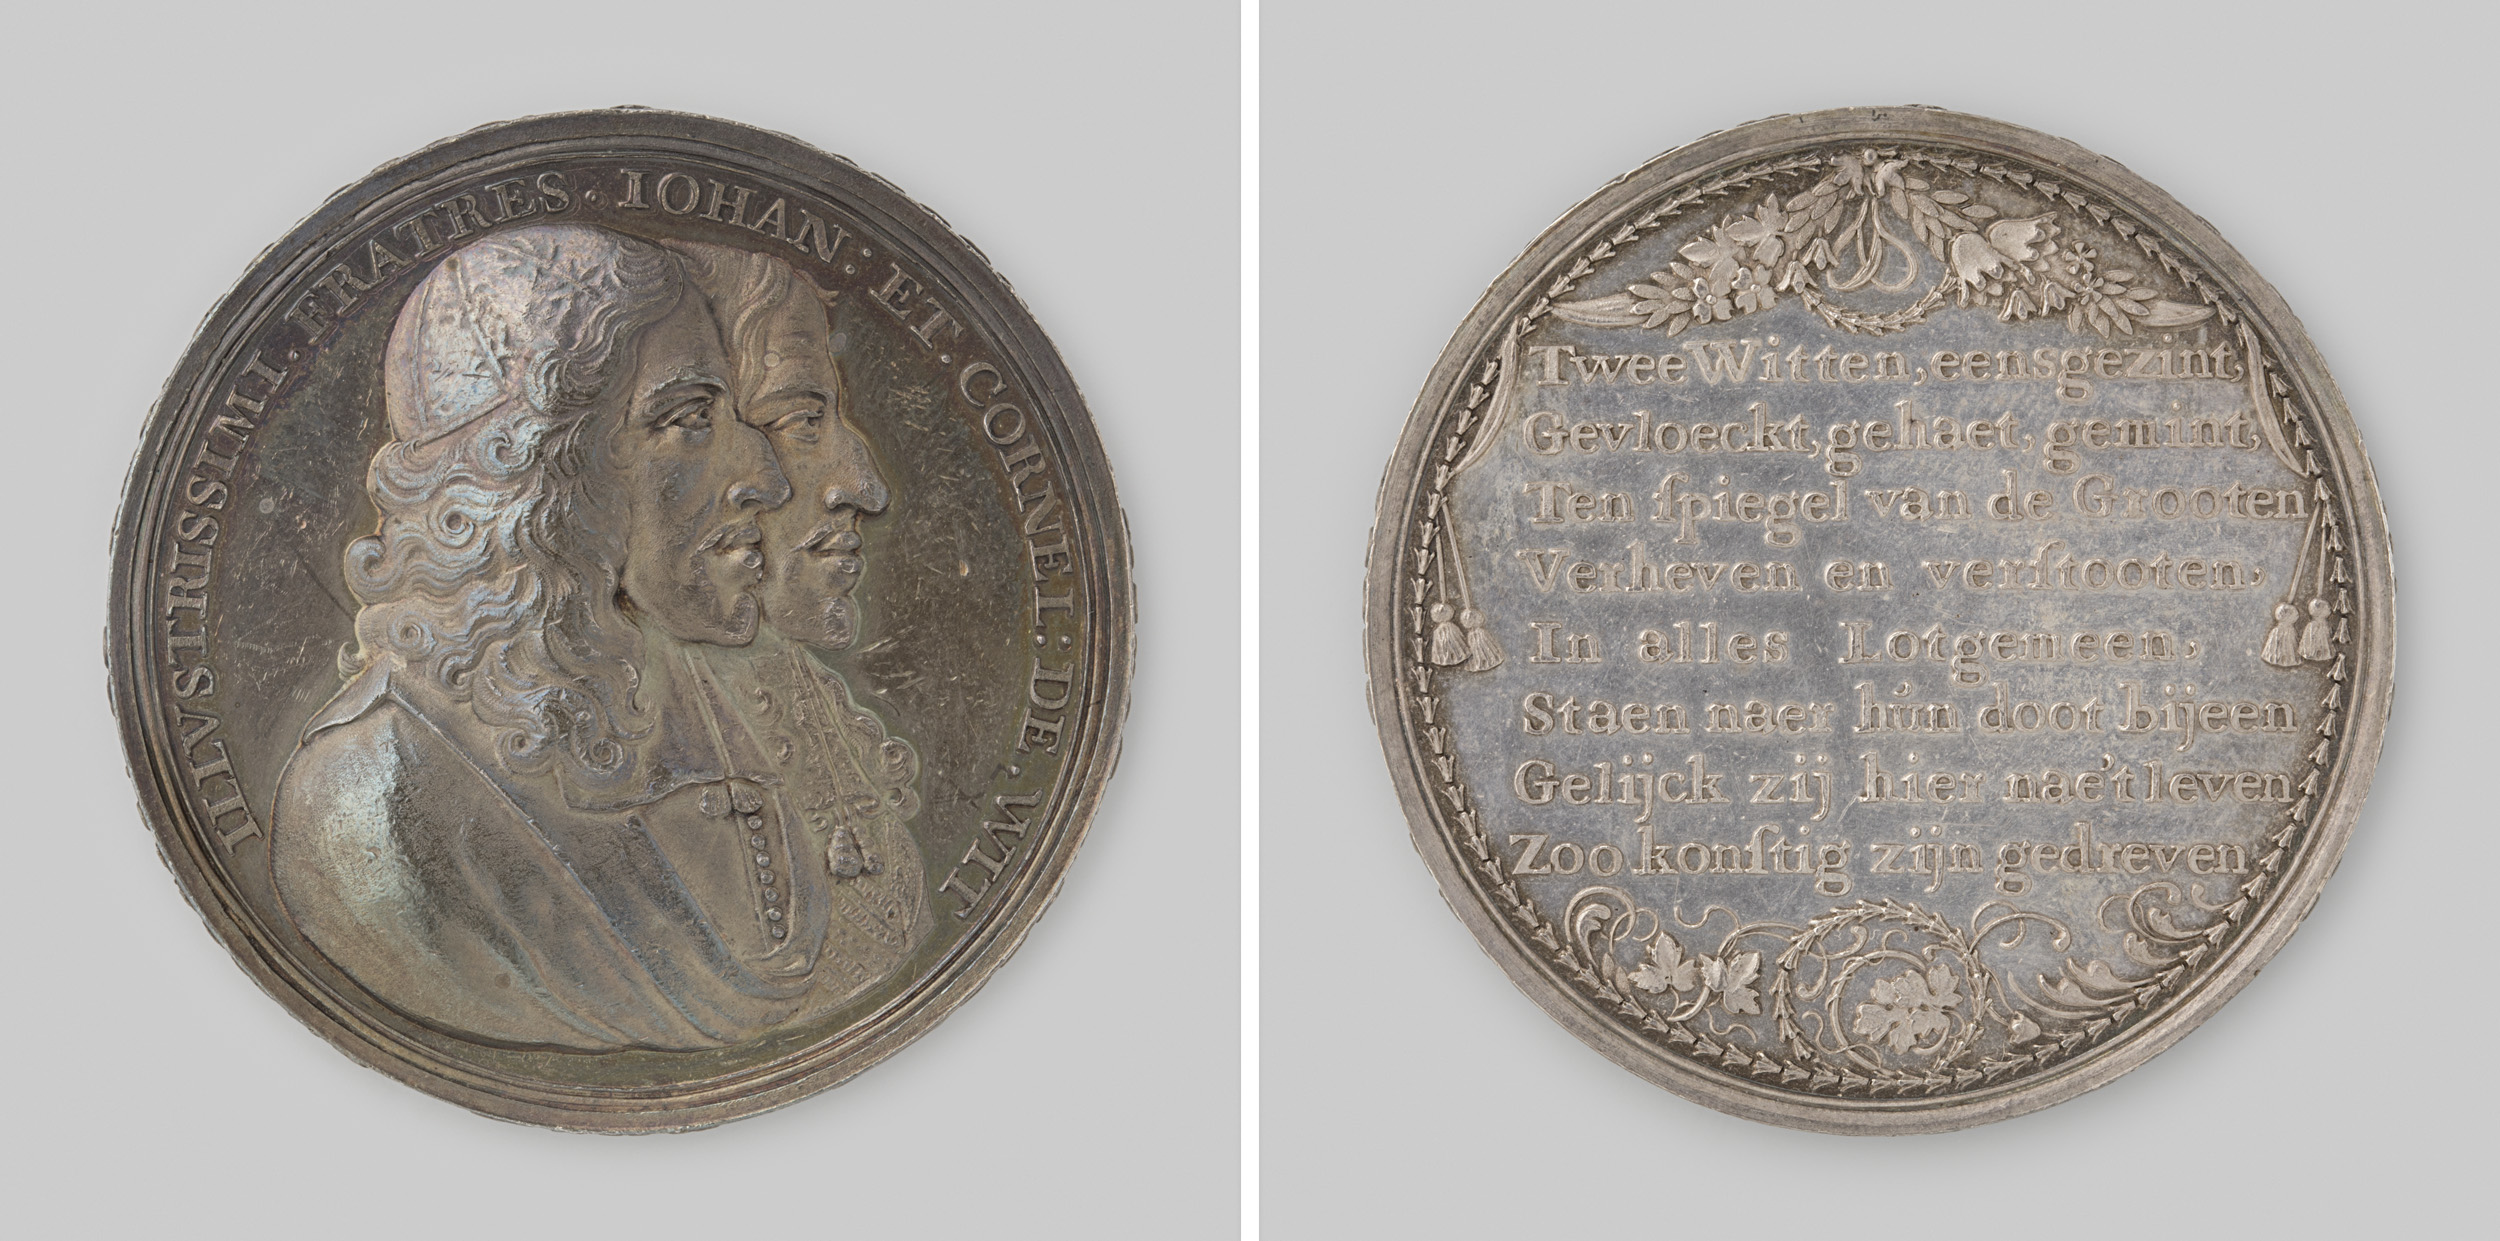 ILLVSTRISSIMI · FRATRES · IOHAN : ET · CORNEL : DE : WIT
Twee Witten, eensgezint,
Gevloeckt, gehaet, gemint,
Ten ſpiegel van de Grooten
Verheven en verſtooten,
In alles Lotgemeen,
Staen naer hún doot bijeen
Gelijck zij hier nae't leven
Zoo konſtig zijn gedreven